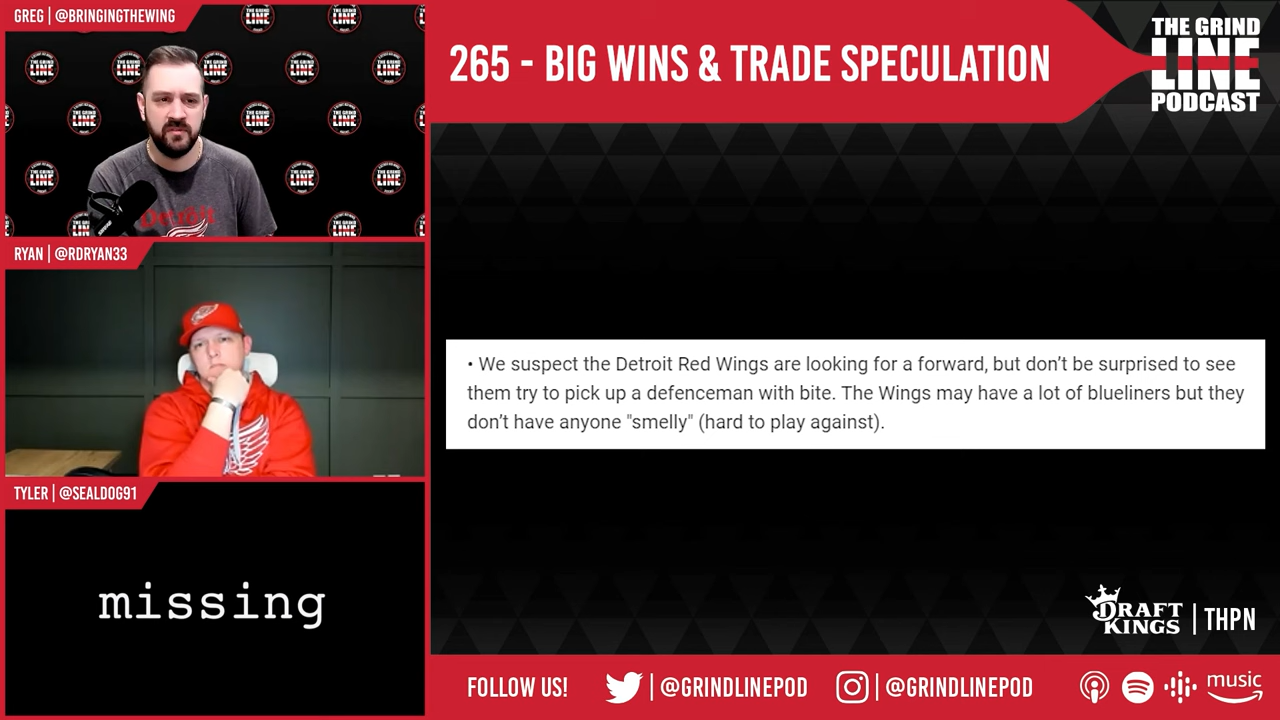 GREG | @BRINGINGTHEWING
265 - BIG WINS & TRADE SPECULATION
THE GRIND
LINE
PODCAST
Detroit
RYAN | @RDRYAN33
• We suspect the Detroit Red Wings are looking for a forward, but don't be surprised to see
them try to pick up a defenceman with bite. The Wings may have a lot of blueliners but they
don't have anyone "smelly" (hard to play against).
TYLER | @SEALDOG91
missing
DRAFT
KINGS | THPN
FOLLOW US! | @GRINDLINEPOD | @GRINDLINEPOD music